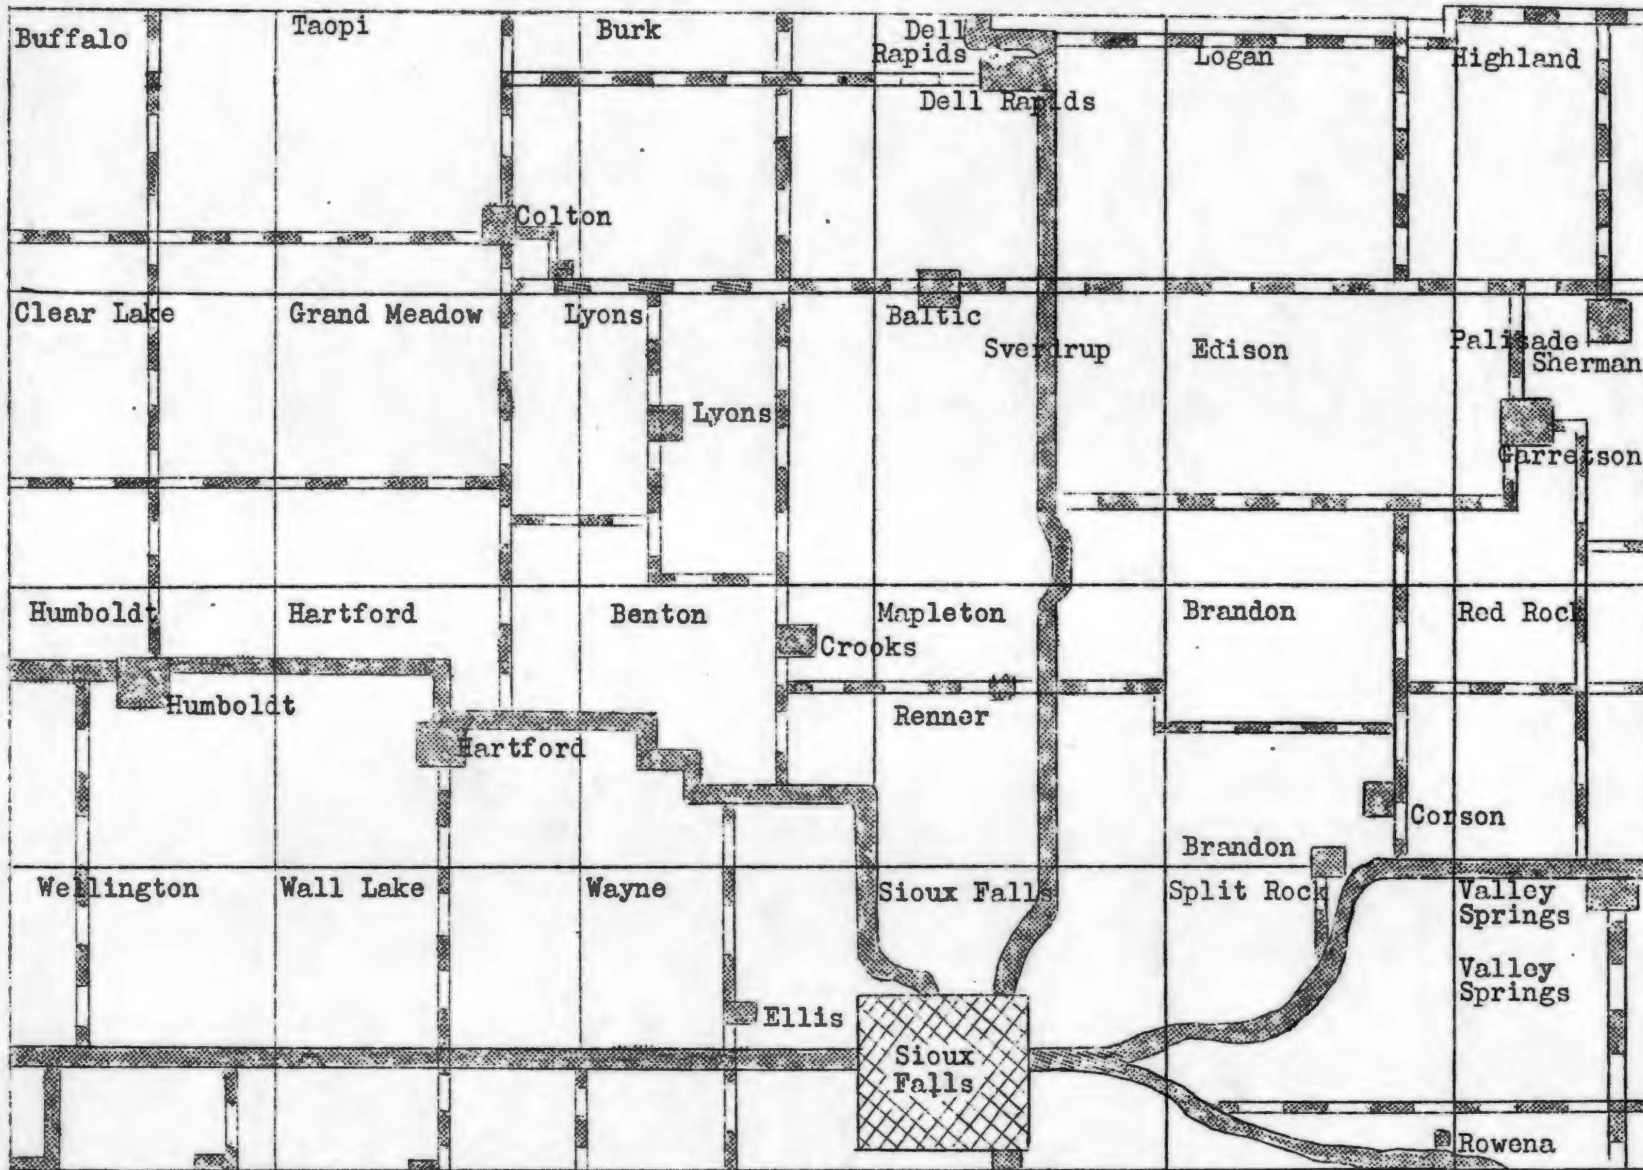 Buffalo
Taopi
Burk
Dell
Rapids
Dell Rapids
Logan
Highland
Colton
Clear Lake
Grand Meadow
Lyons
Baltic
Sverdrup
Edison
Palisade
Sherman
Lyons
Garretson
Humboldt
Hartford
Benton
Mapleton
Brandon
Red Rock
Crooks
Humboldt
Renner
Hartford
Corson
Brandon
Wellington
Wall Lake
Wayne
Sioux Falls
Split Rock
Valley
Springs
Valley
Springs
Ellis
Sioux
Falls
Rowena